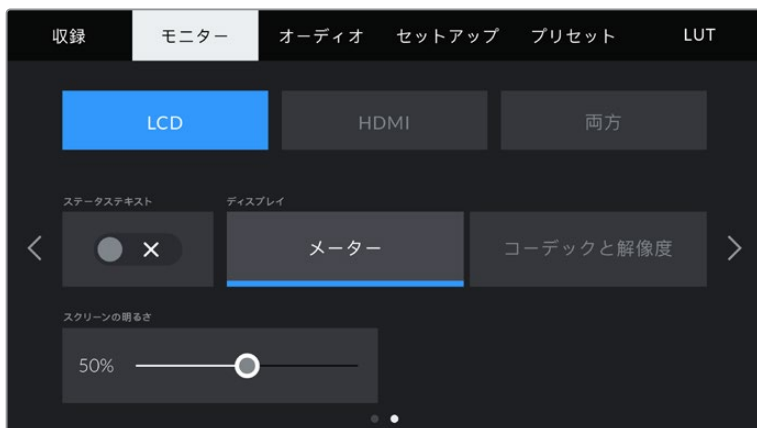 収録 モニター オーディオ セットアップ プリセット LUT
LCD HDMI 両方
ステータステキスト ディスプレイ
メーター コーデックと解像度
スクリーンの明るさ
50%